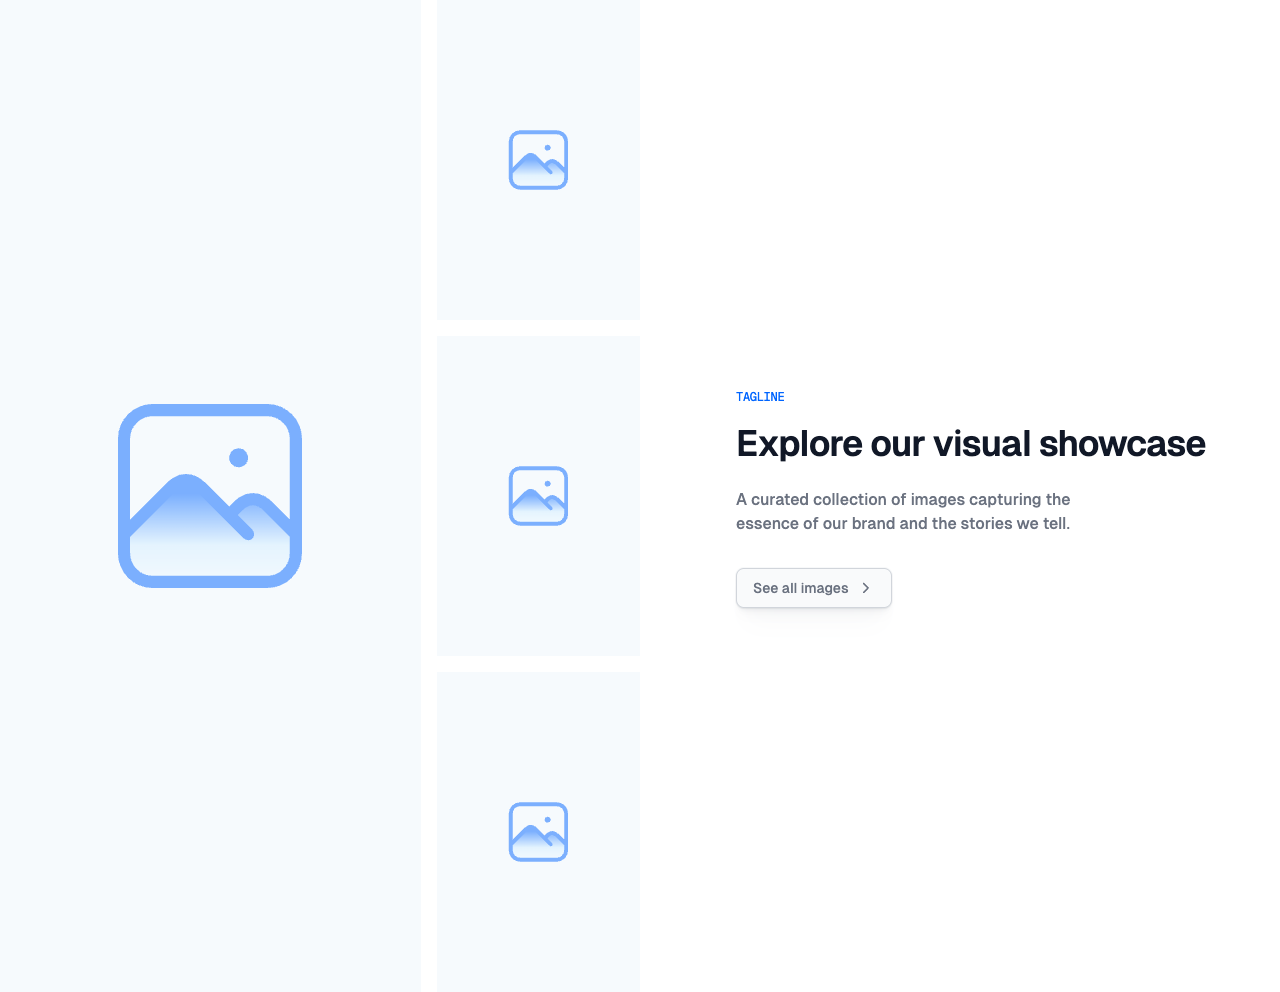 TAGLINE
Explore our visual showcase
A curated collection of images capturing the
essence of our brand and the stories we tell.
See all images